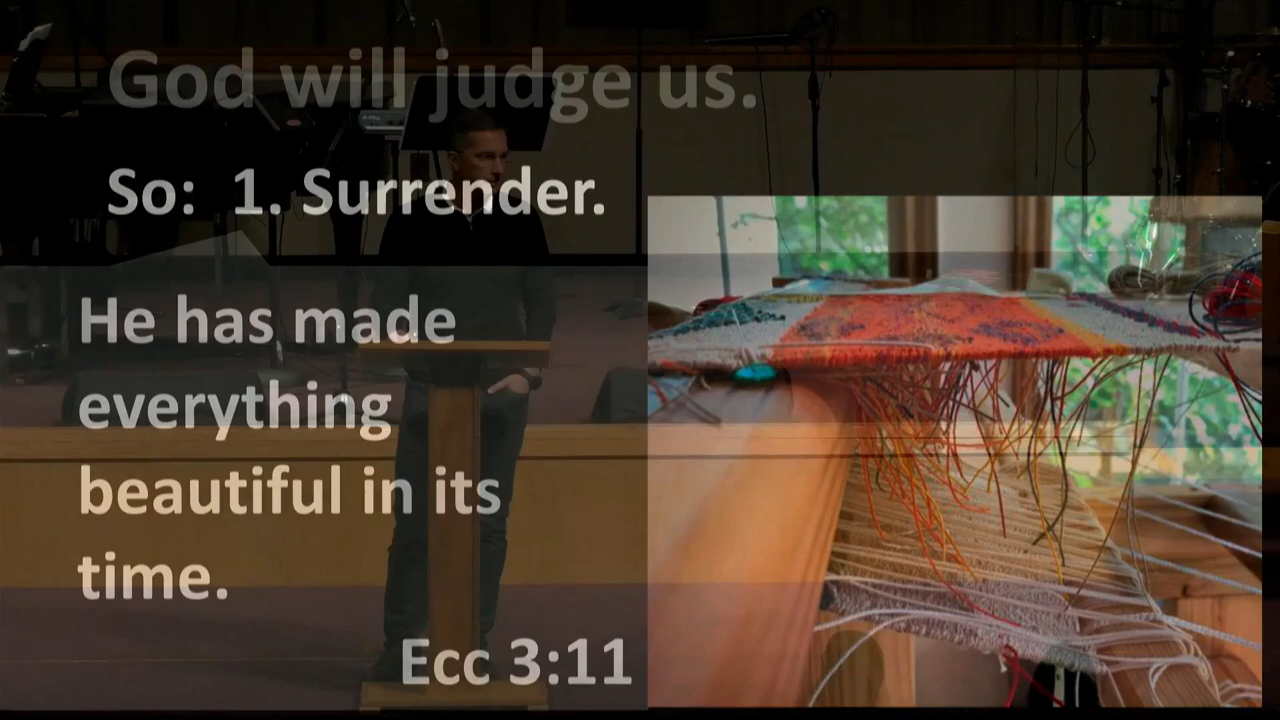 God will judge us.
So: 1. Surrender.
He has made
everything
beautiful in its
time.
Ecc 3:11